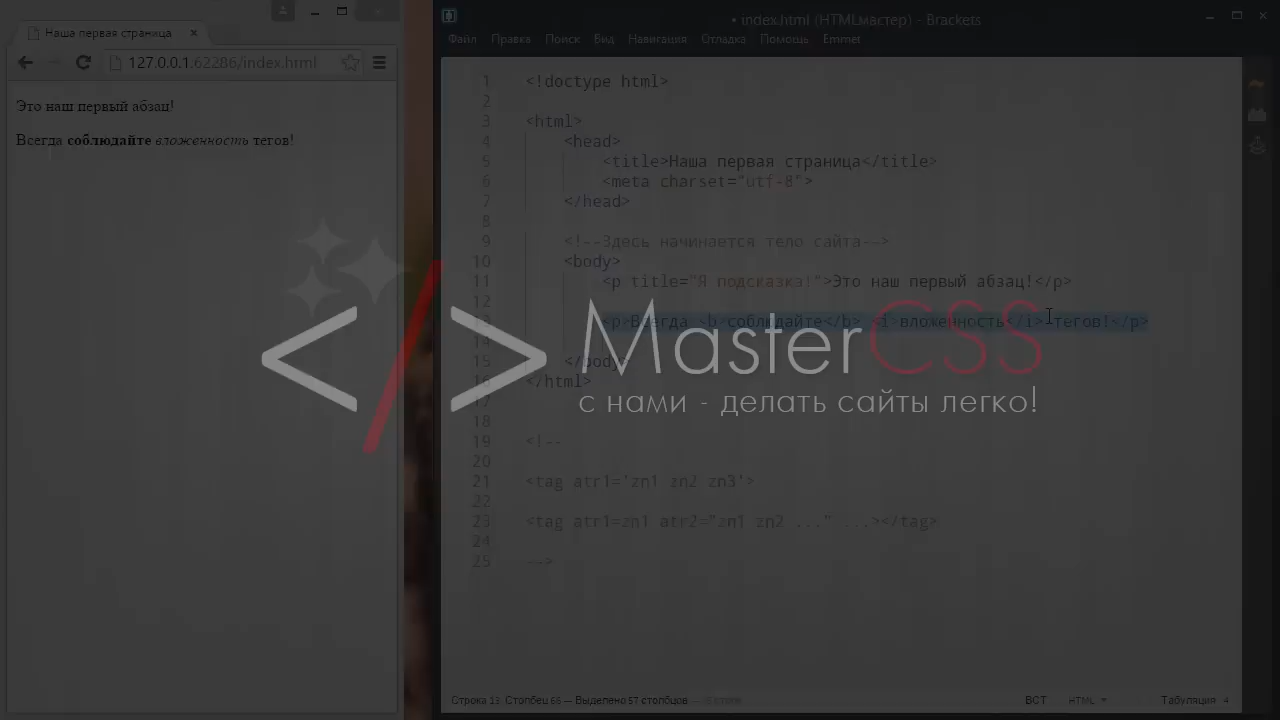 Наша первая страница
127.0.0.1:62286/index.html
Это наш первый абзац!
Всегда соблюдайте вложенность тегов!
• index.html (HTMLмастер) - Brackets
Файл Правка Поиск Вид Навигация Отладка Помощь Emmet
1 <!doctype html>
2
3 <html>
4 <head>
5 <title>Наша первая страница</title>
6 <meta charset="utf-8">
7 </head>
8
9 <!--Здесь начинается тело сайта-->
10 <body>
11 <p title="Я подсказка!">Это наш первый абзац!</p>
12
13 <p>Всегда <b>соблюдайте</b> <i>вложенность</i> тегов!</p>
14
15 </body>
16 </html>
17
18
19 <!--
20
21 <tag atr1='zn1 zn2 zn3'>
22
23 <tag atr1=zn1 atr2="zn1 zn2 ..." ...></tag>
24
25 -->
</> MasterCSS
с нами - делать сайты легко!
Строка 13, Столбец 66 — Выделено 57 столбцов
ВСТ HTML Табуляция: 4